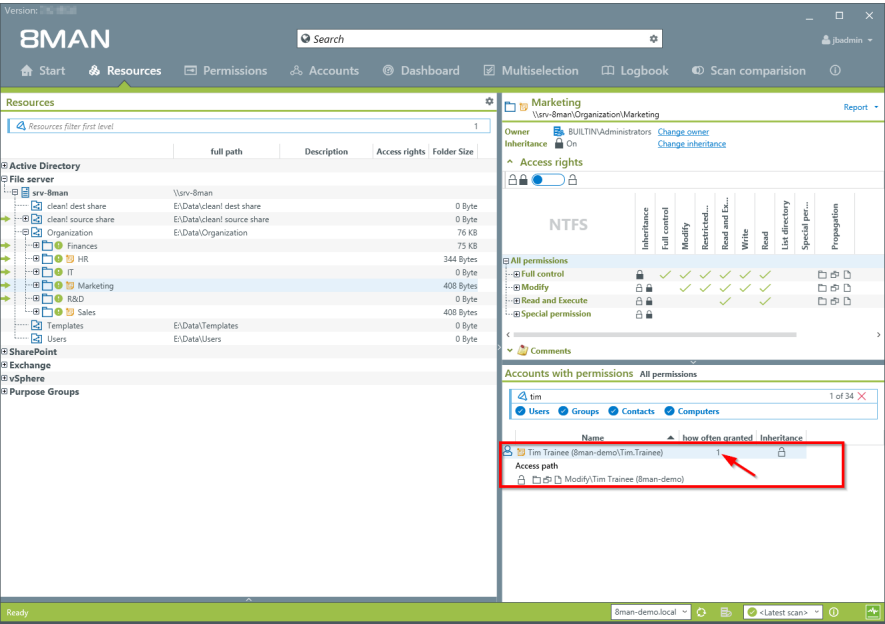 Version:
8MAN
Search
jbadmin
Start
Resources
Permissions
Accounts
Dashboard
Multiselection
Logbook
Scan comparision
Resources
Resources filter first level 1
full path Description Access rights Folder Size
Active Directory
File server
srv-8man \\srv-8man
clean! dest share E:\Data\clean! dest share 0 Byte
clean! source share E:\Data\clean! source share 0 Byte
Organization E:\Data\Organization 76 KB
Finances 75 KB
HR 344 Bytes
IT 0 Byte
Marketing 408 Bytes
R&D 0 Byte
Sales 408 Bytes
Templates E:\Data\Templates 0 Byte
Users E:\Data\Users 0 Byte
SharePoint
Exchange
vSphere
Purpose Groups
Marketing
\\srv-8man\Organization\Marketing
Report
Owner BUILTIN\Administrators Change owner
Inheritance On Change inheritance
Access rights
NTFS
Inheritance
Full control
Modify
Restricted...
Read and Ex...
Write
Read
List directory
Special per...
Propagation
All permissions
Full control
Modify
Read and Execute
Special permission
Comments
Accounts with permissions All permissions
tim 1 of 34
Users Groups Contacts Computers
Name how often granted Inheritance
Tim Trainee (8man-demo\Tim.Trainee) 1
Access path
Modify\Tim Trainee (8man-demo)
Ready
8man-demo.local
<Latest scan>